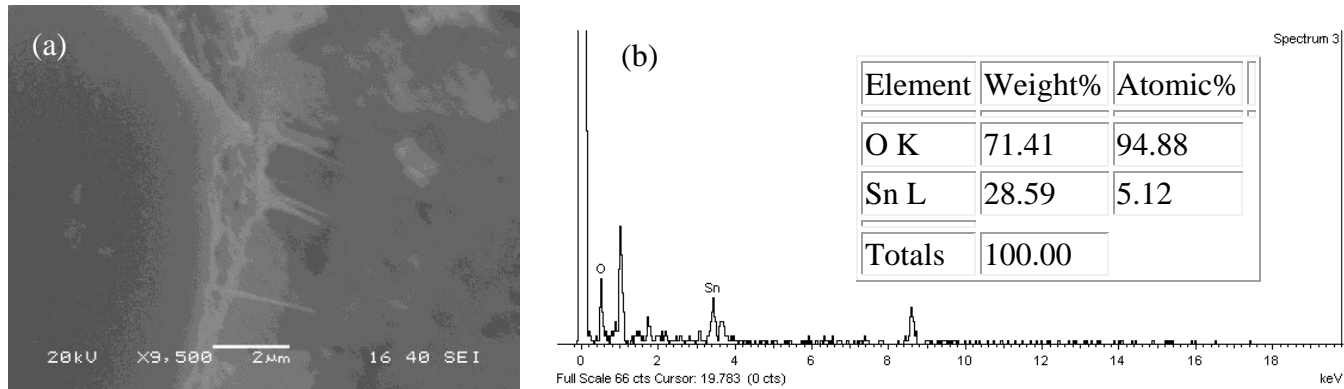 (a)
20kV X9,500 2μm 16 40 SEI
(b)
Spectrum 3
Element Weight% Atomic%
O K 71.41 94.88
Sn L 28.59 5.12
Totals 100.00
O
Sn
0 2 4 6 8 10 12 14 16 18
Full Scale 66 cts Cursor: 19.783 (0 cts) keV